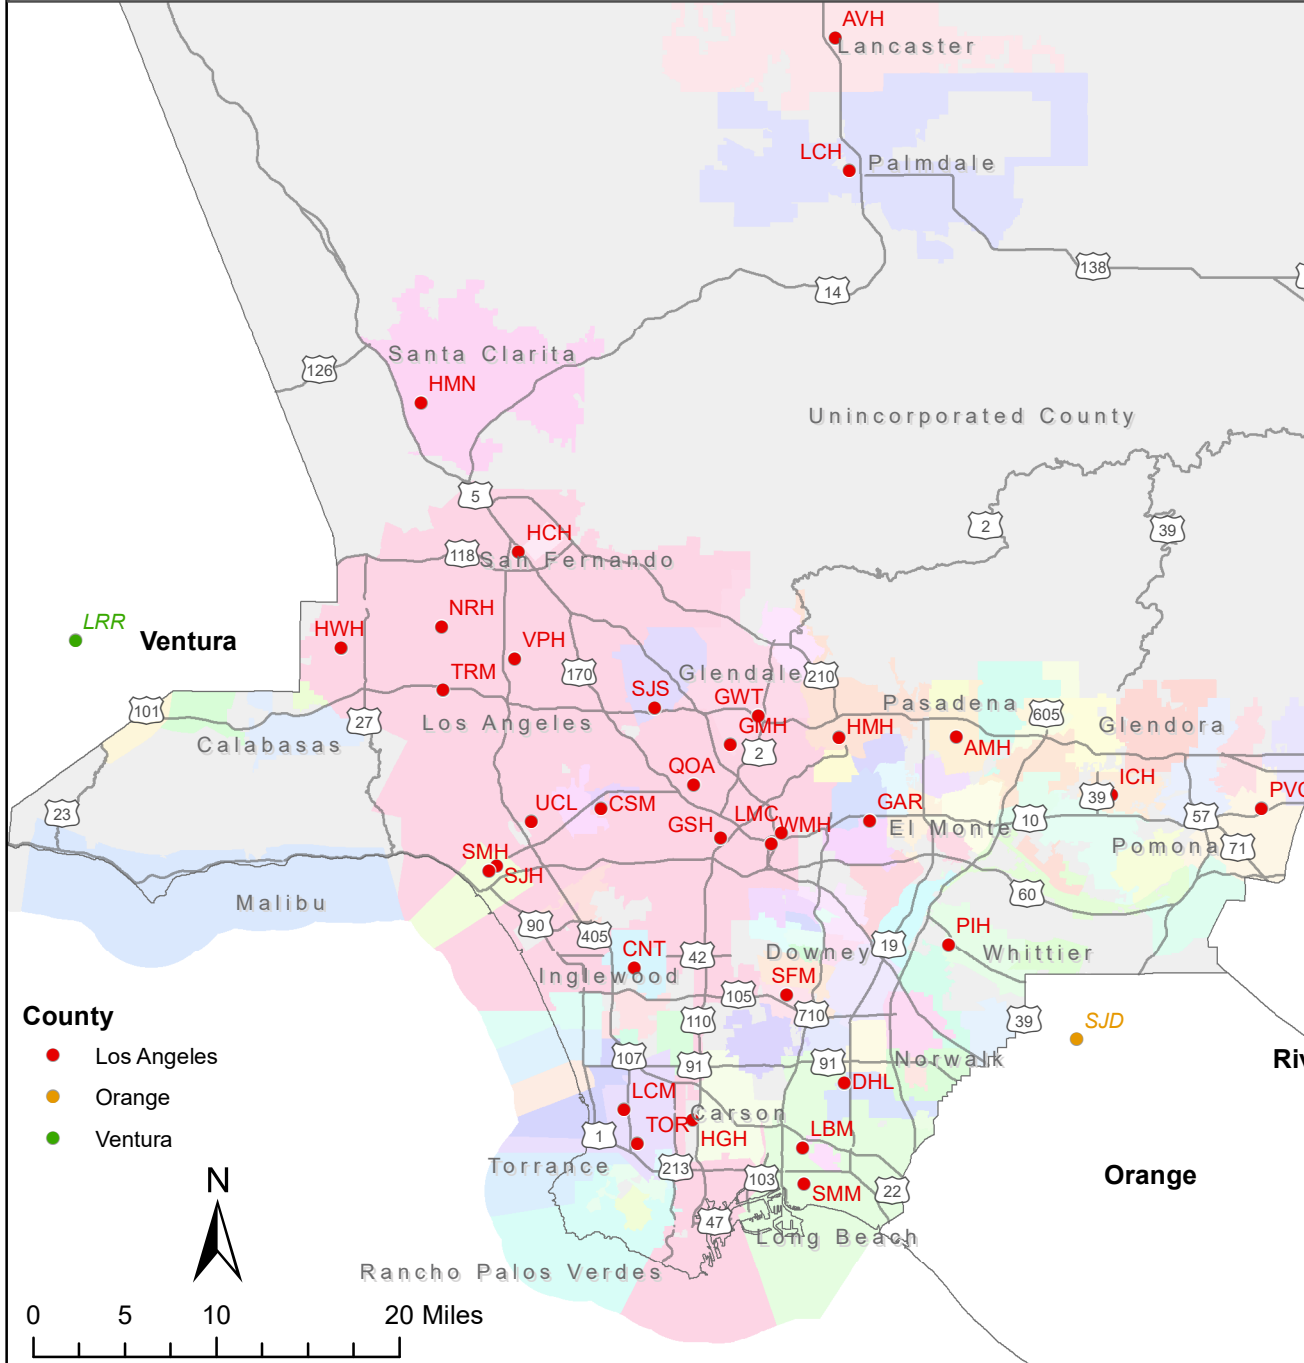 AVH
Lancaster
LCH
Palmdale
138
14
Santa Clarita
126
HMN
Unincorporated County
5
2
39
HCH
118
San Fernando
LRR
Ventura
HWH
NRH
VPH
170
Glendale
210
TRM
SJS
GWT
Pasadena
605
Glendora
101
27
Los Angeles
GMH
HMH
AMH
Calabasas
2
QOA
ICH
39
PVC
23
UCL
CSM
GSH
LMC
WMH
GAR
El Monte
10
57
Pomona
71
SMH
SJH
60
Malibu
90
405
CNT
42
Downey
19
PIH
Whittier
Inglewood
SFM
105
110
710
39
SJD
County
Los Angeles
Orange
Ventura
107
91
91
Norwalk
Riv
DHL
LCM
Carson
1
TOR
HGH
LBM
Torrance
213
103
SMM
22
Orange
N
47
Long Beach
Rancho Palos Verdes
0 5 10 20 Miles